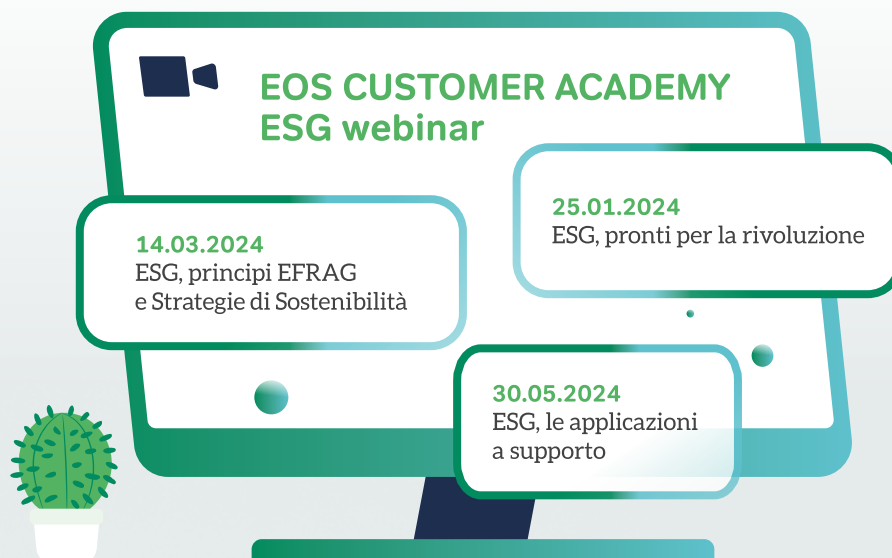 EOS CUSTOMER ACADEMY
ESG webinar
25.01.2024
ESG, pronti per la rivoluzione
14.03.2024
ESG, principi EFRAG
e Strategie di Sostenibilità
30.05.2024
ESG, le applicazioni
a supporto